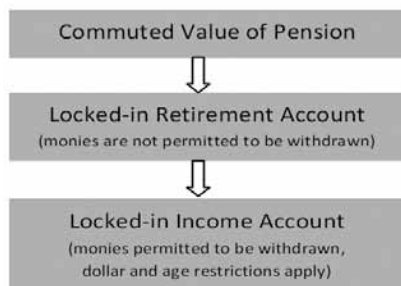 Commuted Value of Pension
Locked-in Retirement Account
(monies are not permitted to be withdrawn)
Locked-in Income Account
(monies permitted to be withdrawn,
dollar and age restrictions apply)